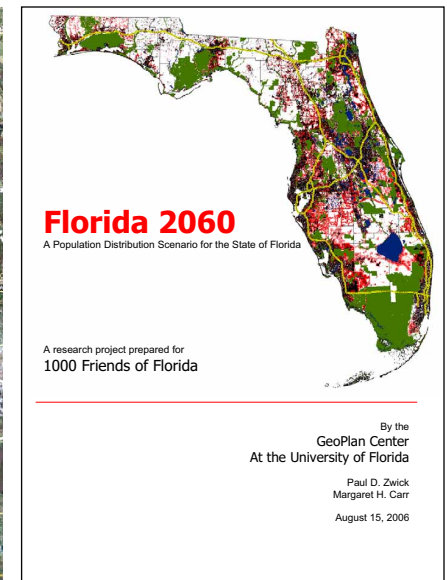 Florida 2060
A Population Distribution Scenario for the State of Florida
A research project prepared for
1000 Friends of Florida
By the
GeoPlan Center
At the University of Florida
Paul D. Zwick
Margaret H. Carr
August 15, 2006